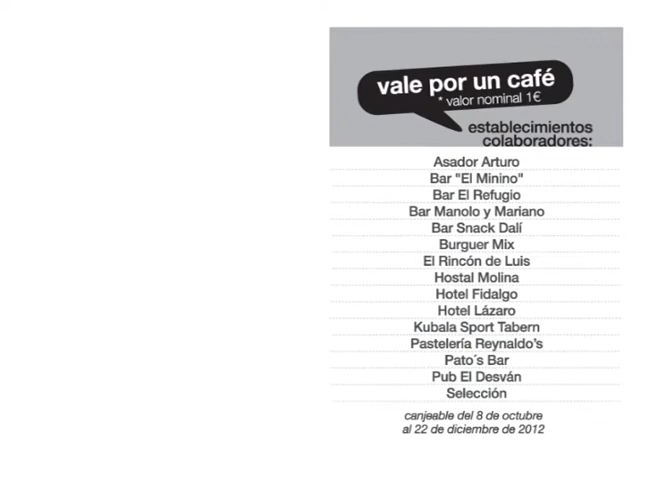 vale por un café
* valor nominal 1€
establecimientos
colaboradores:
Asador Arturo
Bar "El Minino"
Bar El Refugio
Bar Manolo y Mariano
Bar Snack Dalí
Burguer Mix
El Rincón de Luis
Hostal Molina
Hotel Fidalgo
Hotel Lázaro
Kubala Sport Tabern
Pastelería Reynaldo's
Pato´s Bar
Pub El Desván
Selección
canjeable del 8 de octubre
al 22 de diciembre de 2012